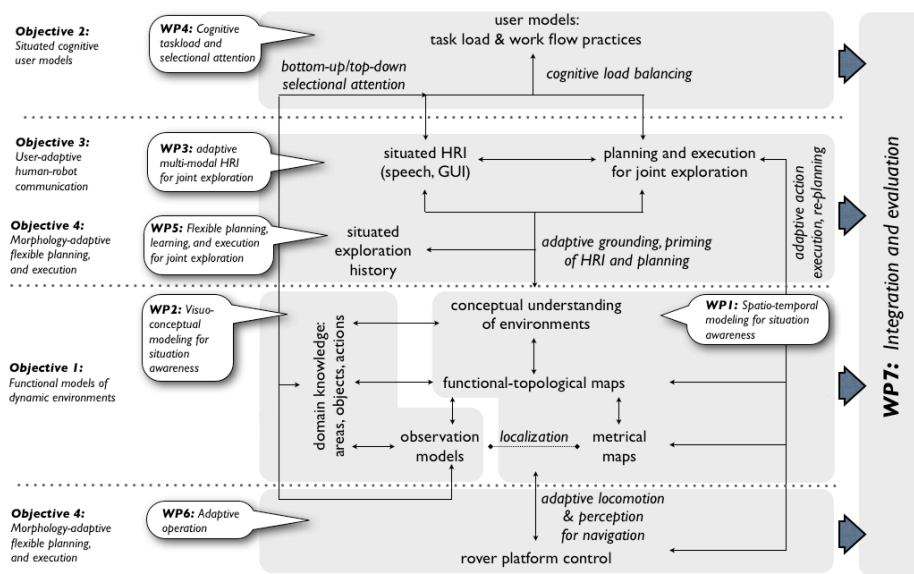 Objective 2:
Situated cognitive
user models
WP4: Cognitive
taskload and
selectional attention
user models:
task load & work flow practices
bottom-up/top-down
selectional attention
cognitive load balancing
Objective 3:
User-adaptive
human-robot
communication
WP3: adaptive
multi-modal HRI
for joint exploration
situated HRI
(speech, GUI)
planning and execution
for joint exploration
adaptive action
execution, re-planning
Objective 4:
Morphology-adaptive
flexible planning,
and execution
WP5: Flexible planning,
learning, and execution
for joint exploration
situated
exploration
history
adaptive grounding, priming
of HRI and planning
WP2: Visuo-
conceptual
modeling for
situation
awareness
conceptual understanding
of environments
WP1: Spatio-temporal
modeling for situation
awareness
Objective 1:
Functional models of
dynamic environments
domain knowledge:
areas, objects, actions
functional-topological maps
observation
models
localization
metrical
maps
Objective 4:
Morphology-adaptive
flexible planning,
and execution
WP6: Adaptive
operation
adaptive locomotion
& perception
for navigation
rover platform control
WP7: Integration and evaluation